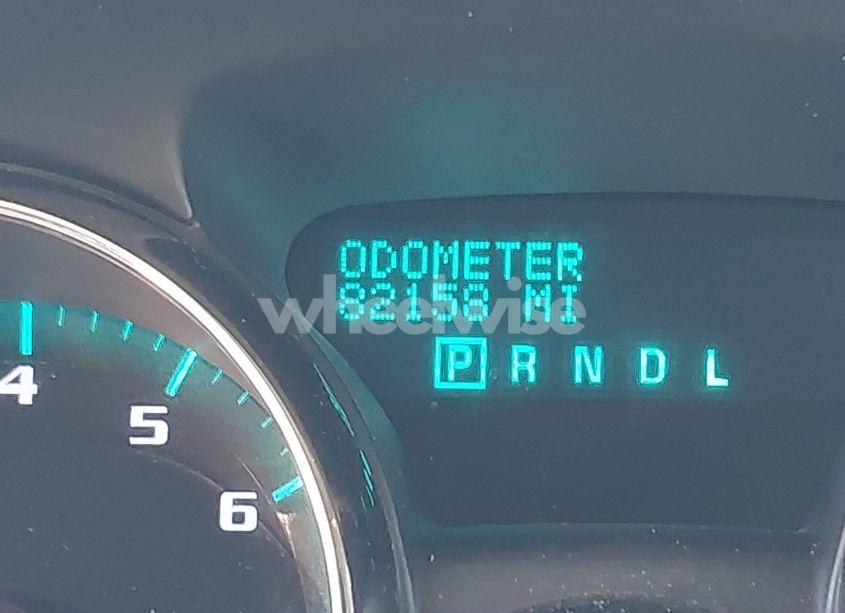 ODOMETER
82158 MI
wheelwise
P R N D L
4
5
6